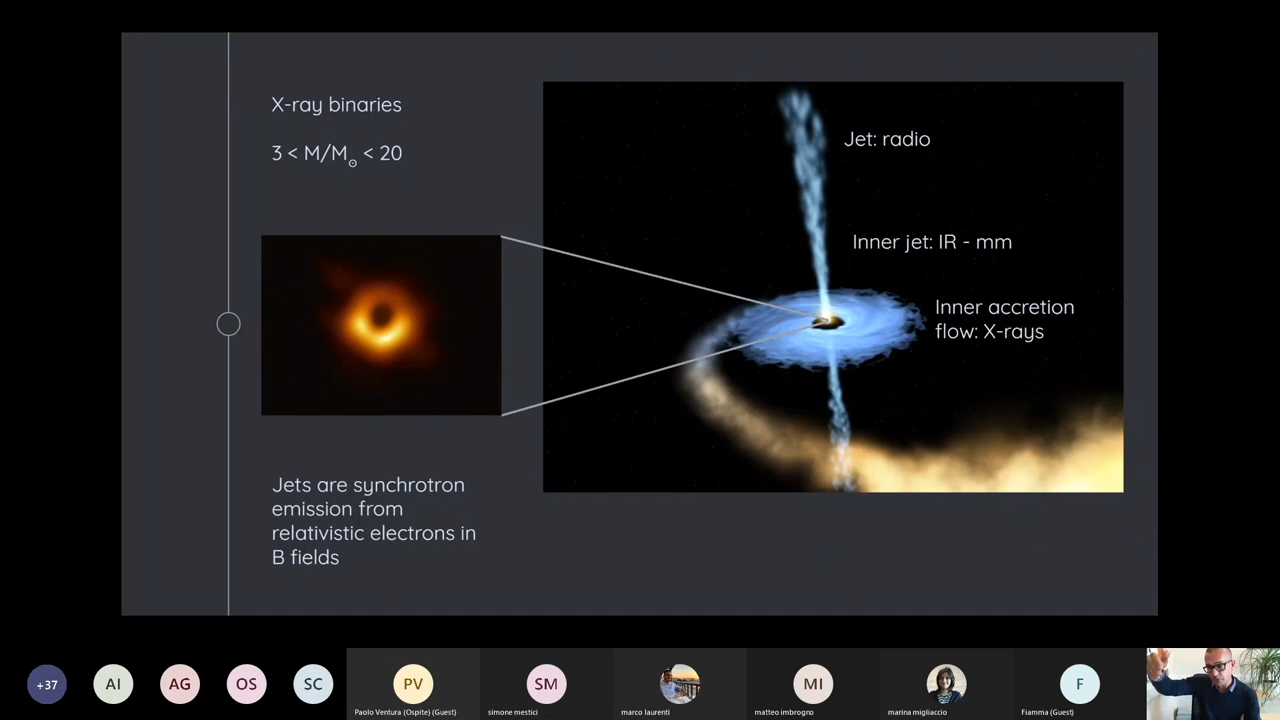 X-ray binaries
3 < M/M☉ < 20
Jet: radio
Inner jet: IR - mm
Inner accretion
flow: X-rays
Jets are synchrotron
emission from
relativistic electrons in
B fields
+37
AI
AG
OS
SC
PV
Paolo Ventura (Ospite) (Guest)
SM
simone mestici
marco laurenti
MI
matteo imbrogno
marina migliaccio
F
Fiamma (Guest)